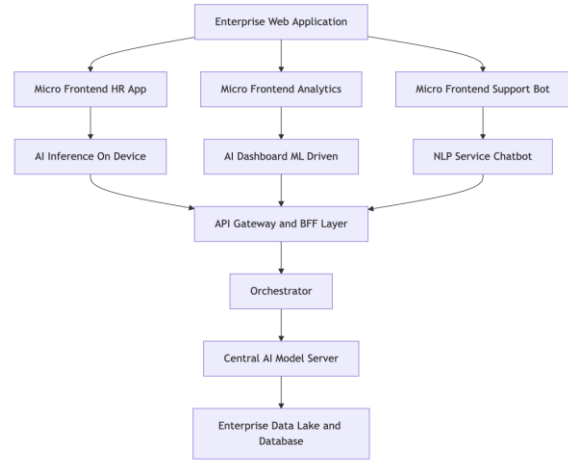 Enterprise Web Application
Micro Frontend HR App
Micro Frontend Analytics
Micro Frontend Support Bot
AI Inference On Device
AI Dashboard ML Driven
NLP Service Chatbot
API Gateway and BFF Layer
Orchestrator
Central AI Model Server
Enterprise Data Lake and
Database